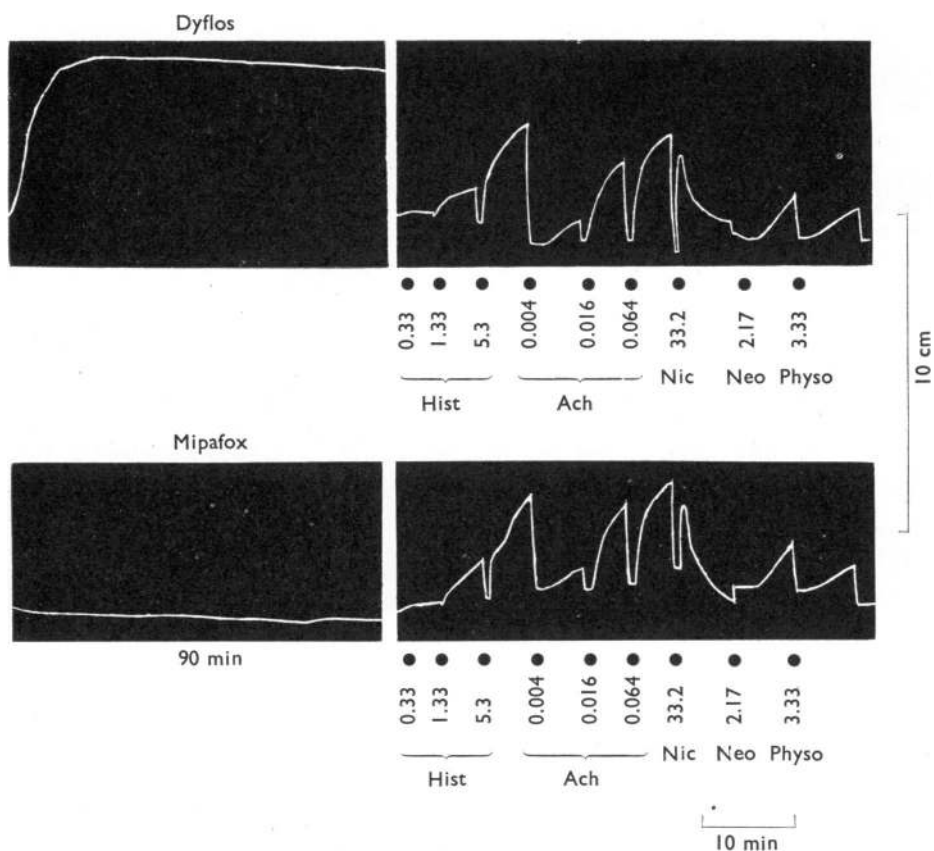 Dyflos
0.33 1.33 5.3 0.004 0.016 0.064 33.2 2.17 3.33
Hist Ach Nic Neo Physo
10 cm
Mipafox
90 min
0.33 1.33 5.3 0.004 0.016 0.064 33.2 2.17 3.33
Hist Ach Nic Neo Physo
10 min